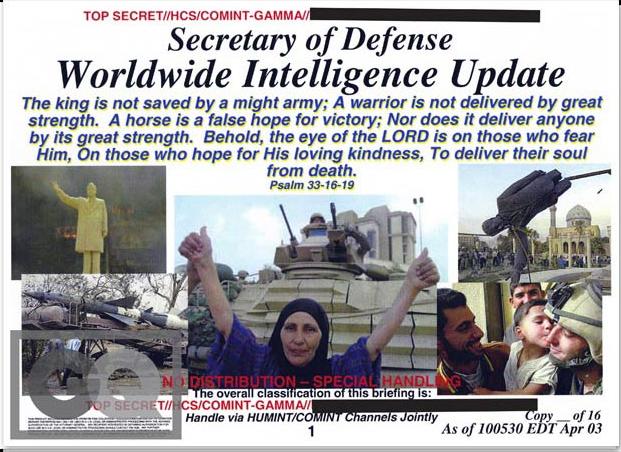 TOP SECRET//HCS/COMINT-GAMMA//
Secretary of Defense
Worldwide Intelligence Update
The king is not saved by a might army; A warrior is not delivered by great
strength. A horse is a false hope for victory; Nor does it deliver anyone
by its great strength. Behold, the eye of the LORD is on those who fear
Him, On those who hope for His loving kindness, To deliver their soul
from death.
Psalm 33-16-19
GQ
NO DISTRIBUTION – SPECIAL HANDLING
The overall classification of this briefing is:
TOP SECRET//HCS/COMINT-GAMMA//
Handle via HUMINT/COMINT Channels Jointly
Copy __ of 16
1
As of 100530 EDT Apr 03